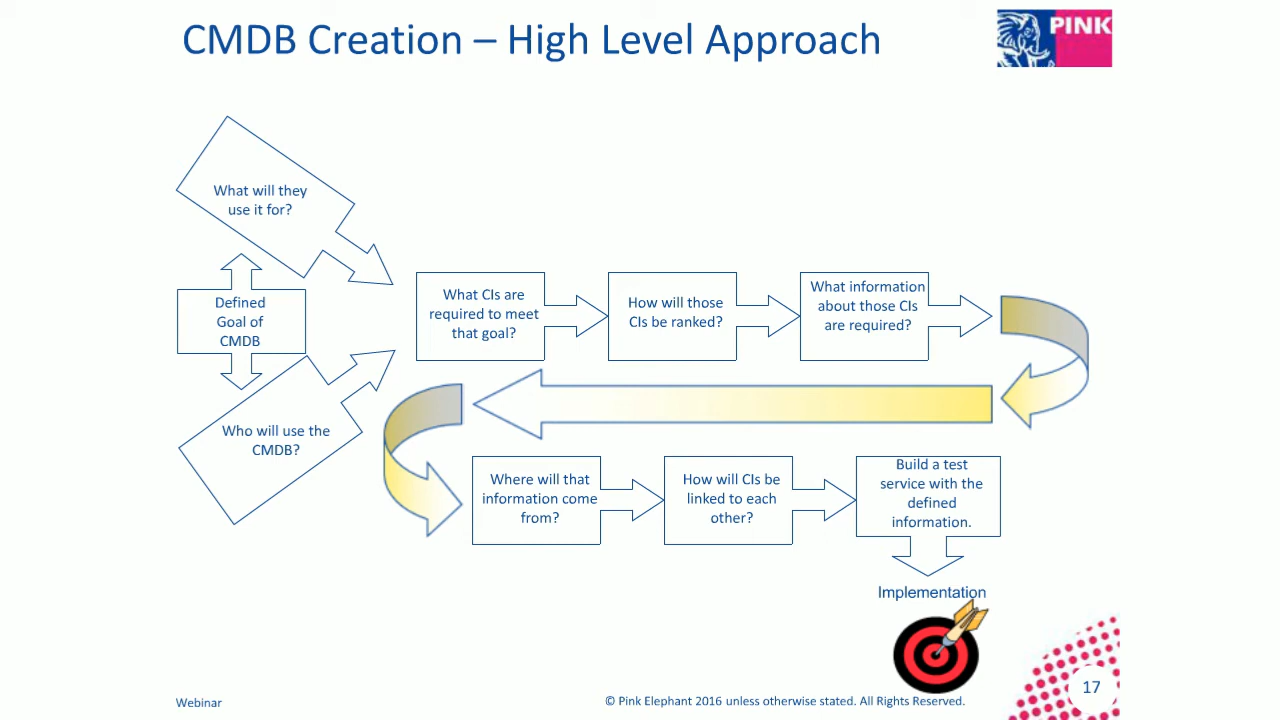 CMDB Creation – High Level Approach
PINK
What will they
use it for?
Defined
Goal of
CMDB
Who will use the
CMDB?
What CIs are
required to meet
that goal?
How will those
CIs be ranked?
What information
about those CIs
are required?
Where will that
information come
from?
How will CIs be
linked to each
other?
Build a test
service with the
defined
information.
Implementation
Webinar
© Pink Elephant 2016 unless otherwise stated. All Rights Reserved.
17